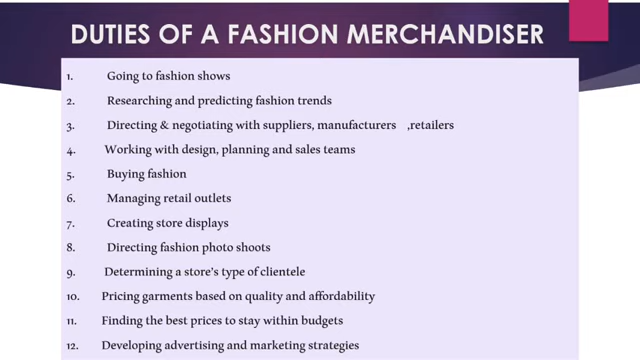 DUTIES OF A FASHION MERCHANDISER
1. Going to fashion shows
2. Researching and predicting fashion trends
3. Directing & negotiating with suppliers, manufacturers ,retailers
4. Working with design, planning and sales teams
5. Buying fashion
6. Managing retail outlets
7. Creating store displays
8. Directing fashion photo shoots
9. Determining a store's type of clientele
10. Pricing garments based on quality and affordability
11. Finding the best prices to stay within budgets
12. Developing advertising and marketing strategies